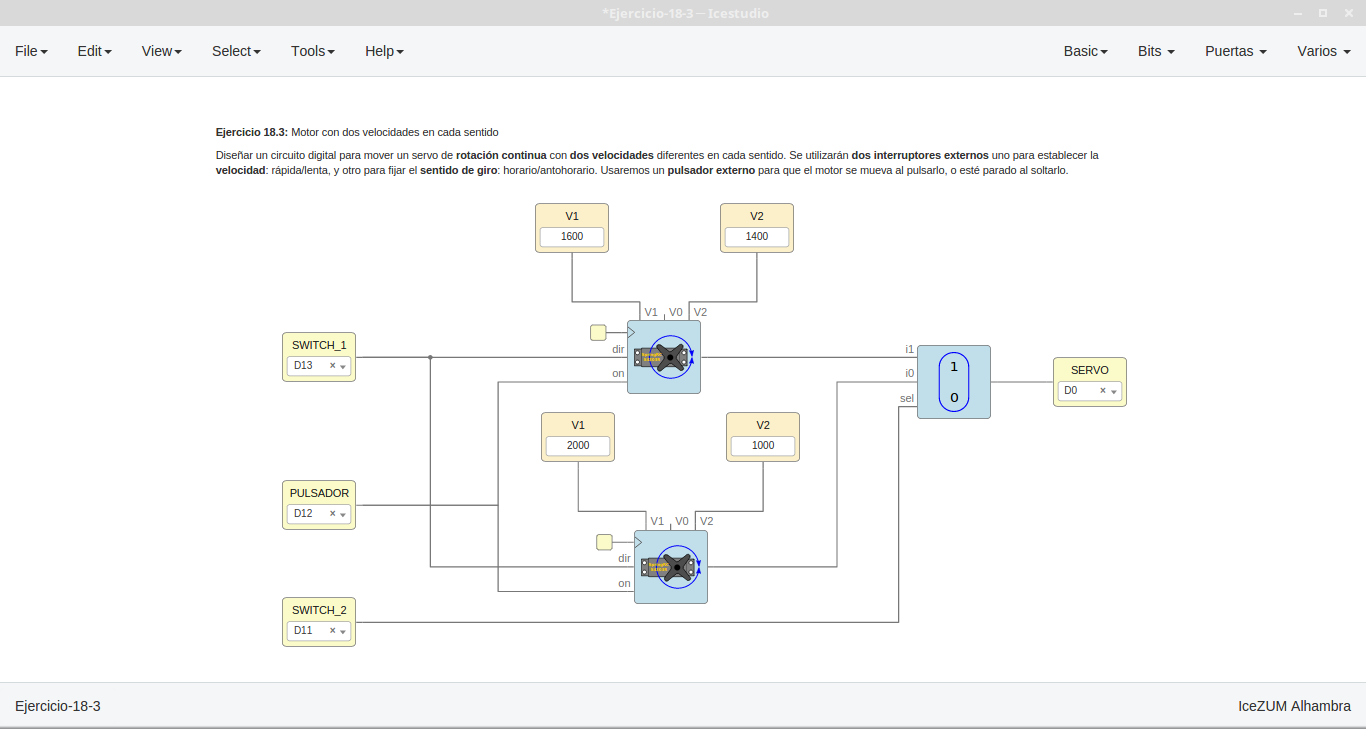 *Ejercicio-18-3 — Icestudio
File Edit View Select Tools Help Basic Bits Puertas Varios
Ejercicio 18.3: Motor con dos velocidades en cada sentido
Diseñar un circuito digital para mover un servo de rotación continua con dos velocidades diferentes en cada sentido. Se utilizarán dos interruptores externos uno para establecer la
velocidad: rápida/lenta, y otro para fijar el sentido de giro: horario/antohorario. Usaremos un pulsador externo para que el motor se mueva al pulsarlo, o esté parado al soltarlo.
V1 V2
1600 1400
V1 V0 V2
SWITCH_1
D13 ×
dir
on
i1
i0
sel
1
0
SERVO
D0 ×
V1 V2
2000 1000
PULSADOR
D12 ×
V1 V0 V2
dir
on
SWITCH_2
D11 ×
Ejercicio-18-3 IceZUM Alhambra